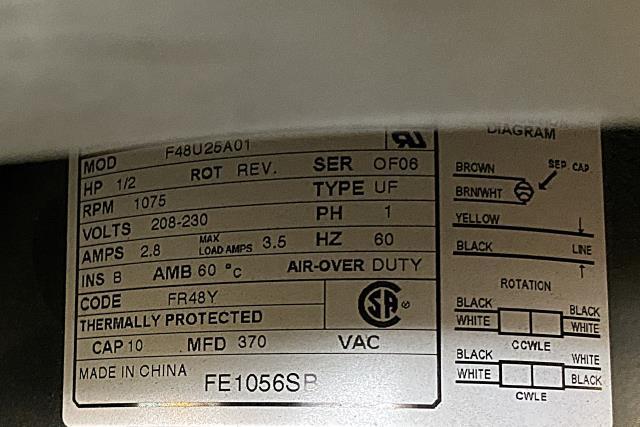 MOD F48U25A01
HP 1/2 ROT REV. SER OF06
RPM 1075 TYPE UF
VOLTS 208-230 PH 1
AMPS 2.8 MAX LOAD AMPS 3.5 HZ 60
INS B AMB 60 °C AIR-OVER DUTY
CODE FR48Y
THERMALLY PROTECTED
CAP 10 MFD 370 VAC
MADE IN CHINA FE1056S
DIAGRAM
BROWN SEP. CAP.
BRN/WHT
YELLOW
BLACK LINE
ROTATION
BLACK BLACK
WHITE WHITE
CCWLE
BLACK WHITE
WHITE BLACK
CWLE